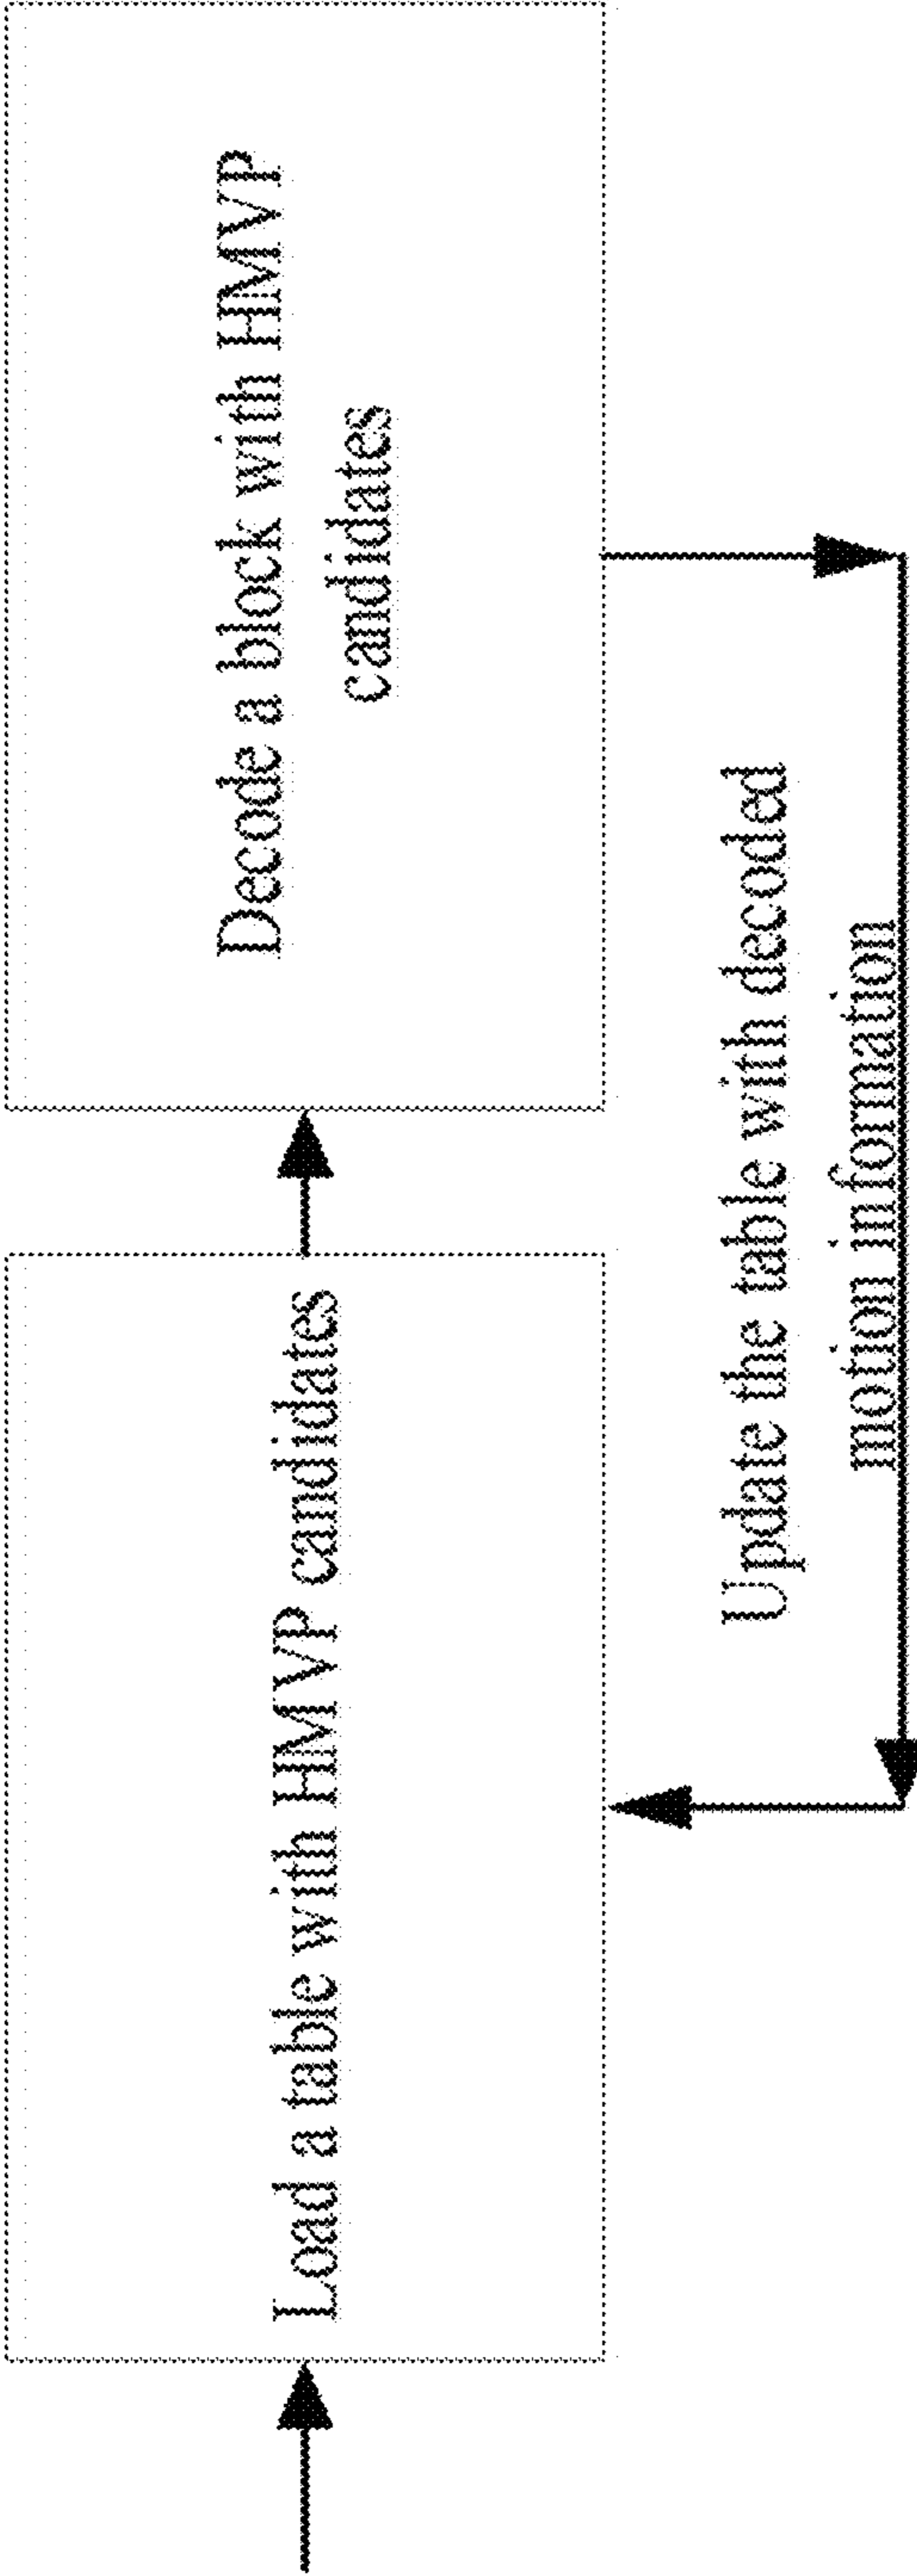 Load a table with HMVP candidates
Decode a block with HMVP
candidates
Update the table with decoded
motion information